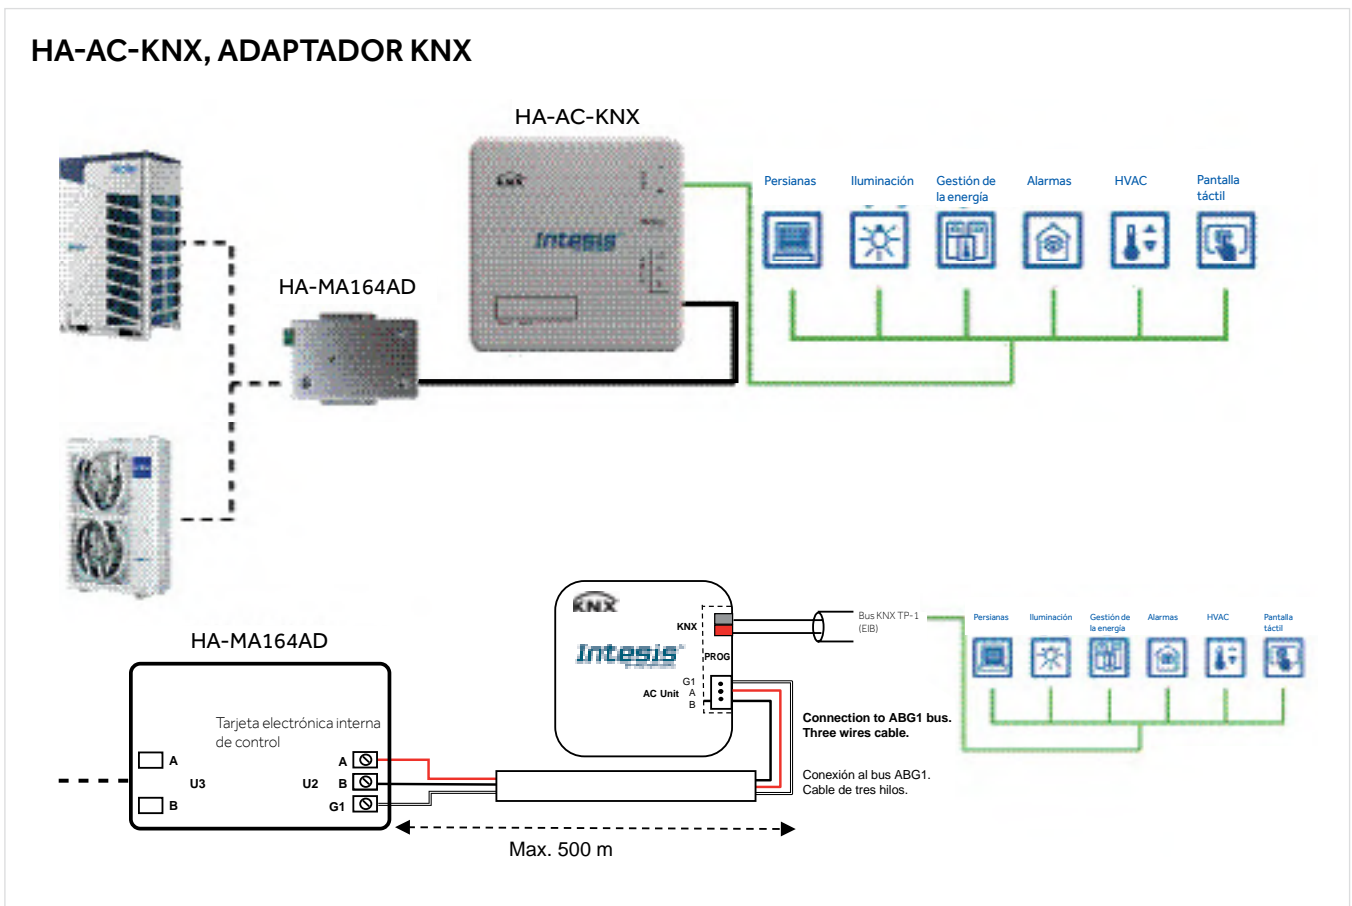 HA-AC-KNX, ADAPTADOR KNX
HA-AC-KNX
KNX
Intesis
HA-MA164AD
Persianas
Iluminación
Gestión de
la energía
Alarmas
HVAC
Pantalla
táctil
HA-MA164AD
Tarjeta electrónica interna
de control
A
B
U3
U2
A
B
G1
KNX
Intesis
KNX
PROG
AC Unit
G1
A
B
Bus KNX TP-1
(EIB)
Persianas
Iluminación
Gestión de
la energía
Alarmas
HVAC
Pantalla
táctil
Connection to ABG1 bus.
Three wires cable.
Conexión al bus ABG1.
Cable de tres hilos.
Max. 500 m